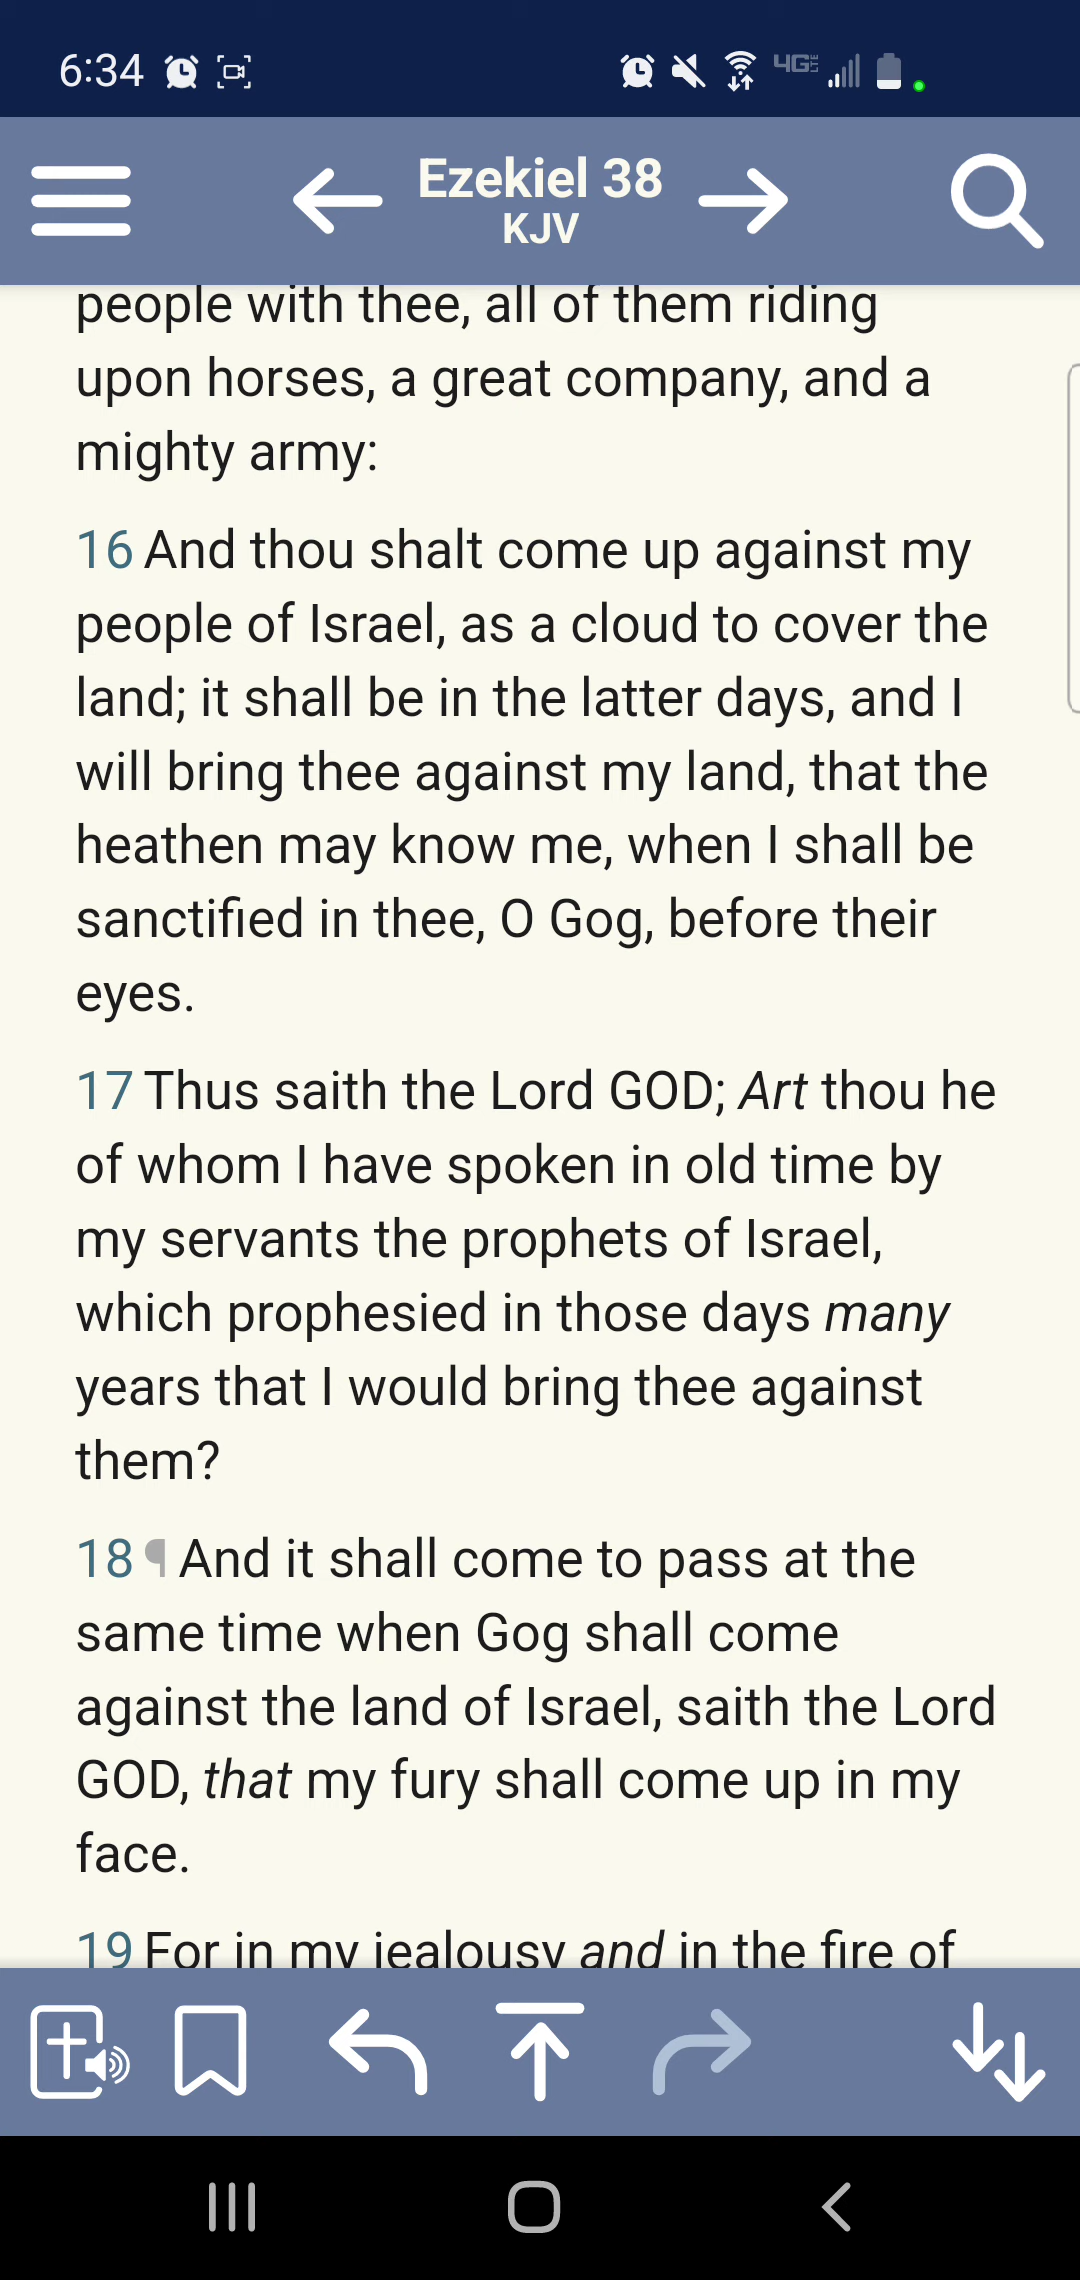 6:34 4G LTE
Ezekiel 38
KJV
people with thee, all of them riding
upon horses, a great company, and a
mighty army:
16 And thou shalt come up against my
people of Israel, as a cloud to cover the
land; it shall be in the latter days, and I
will bring thee against my land, that the
heathen may know me, when I shall be
sanctified in thee, O Gog, before their
eyes.
17 Thus saith the Lord GOD; Art thou he
of whom I have spoken in old time by
my servants the prophets of Israel,
which prophesied in those days many
years that I would bring thee against
them?
18 ¶ And it shall come to pass at the
same time when Gog shall come
against the land of Israel, saith the Lord
GOD, that my fury shall come up in my
face.
19 For in my jealousy and in the fire of